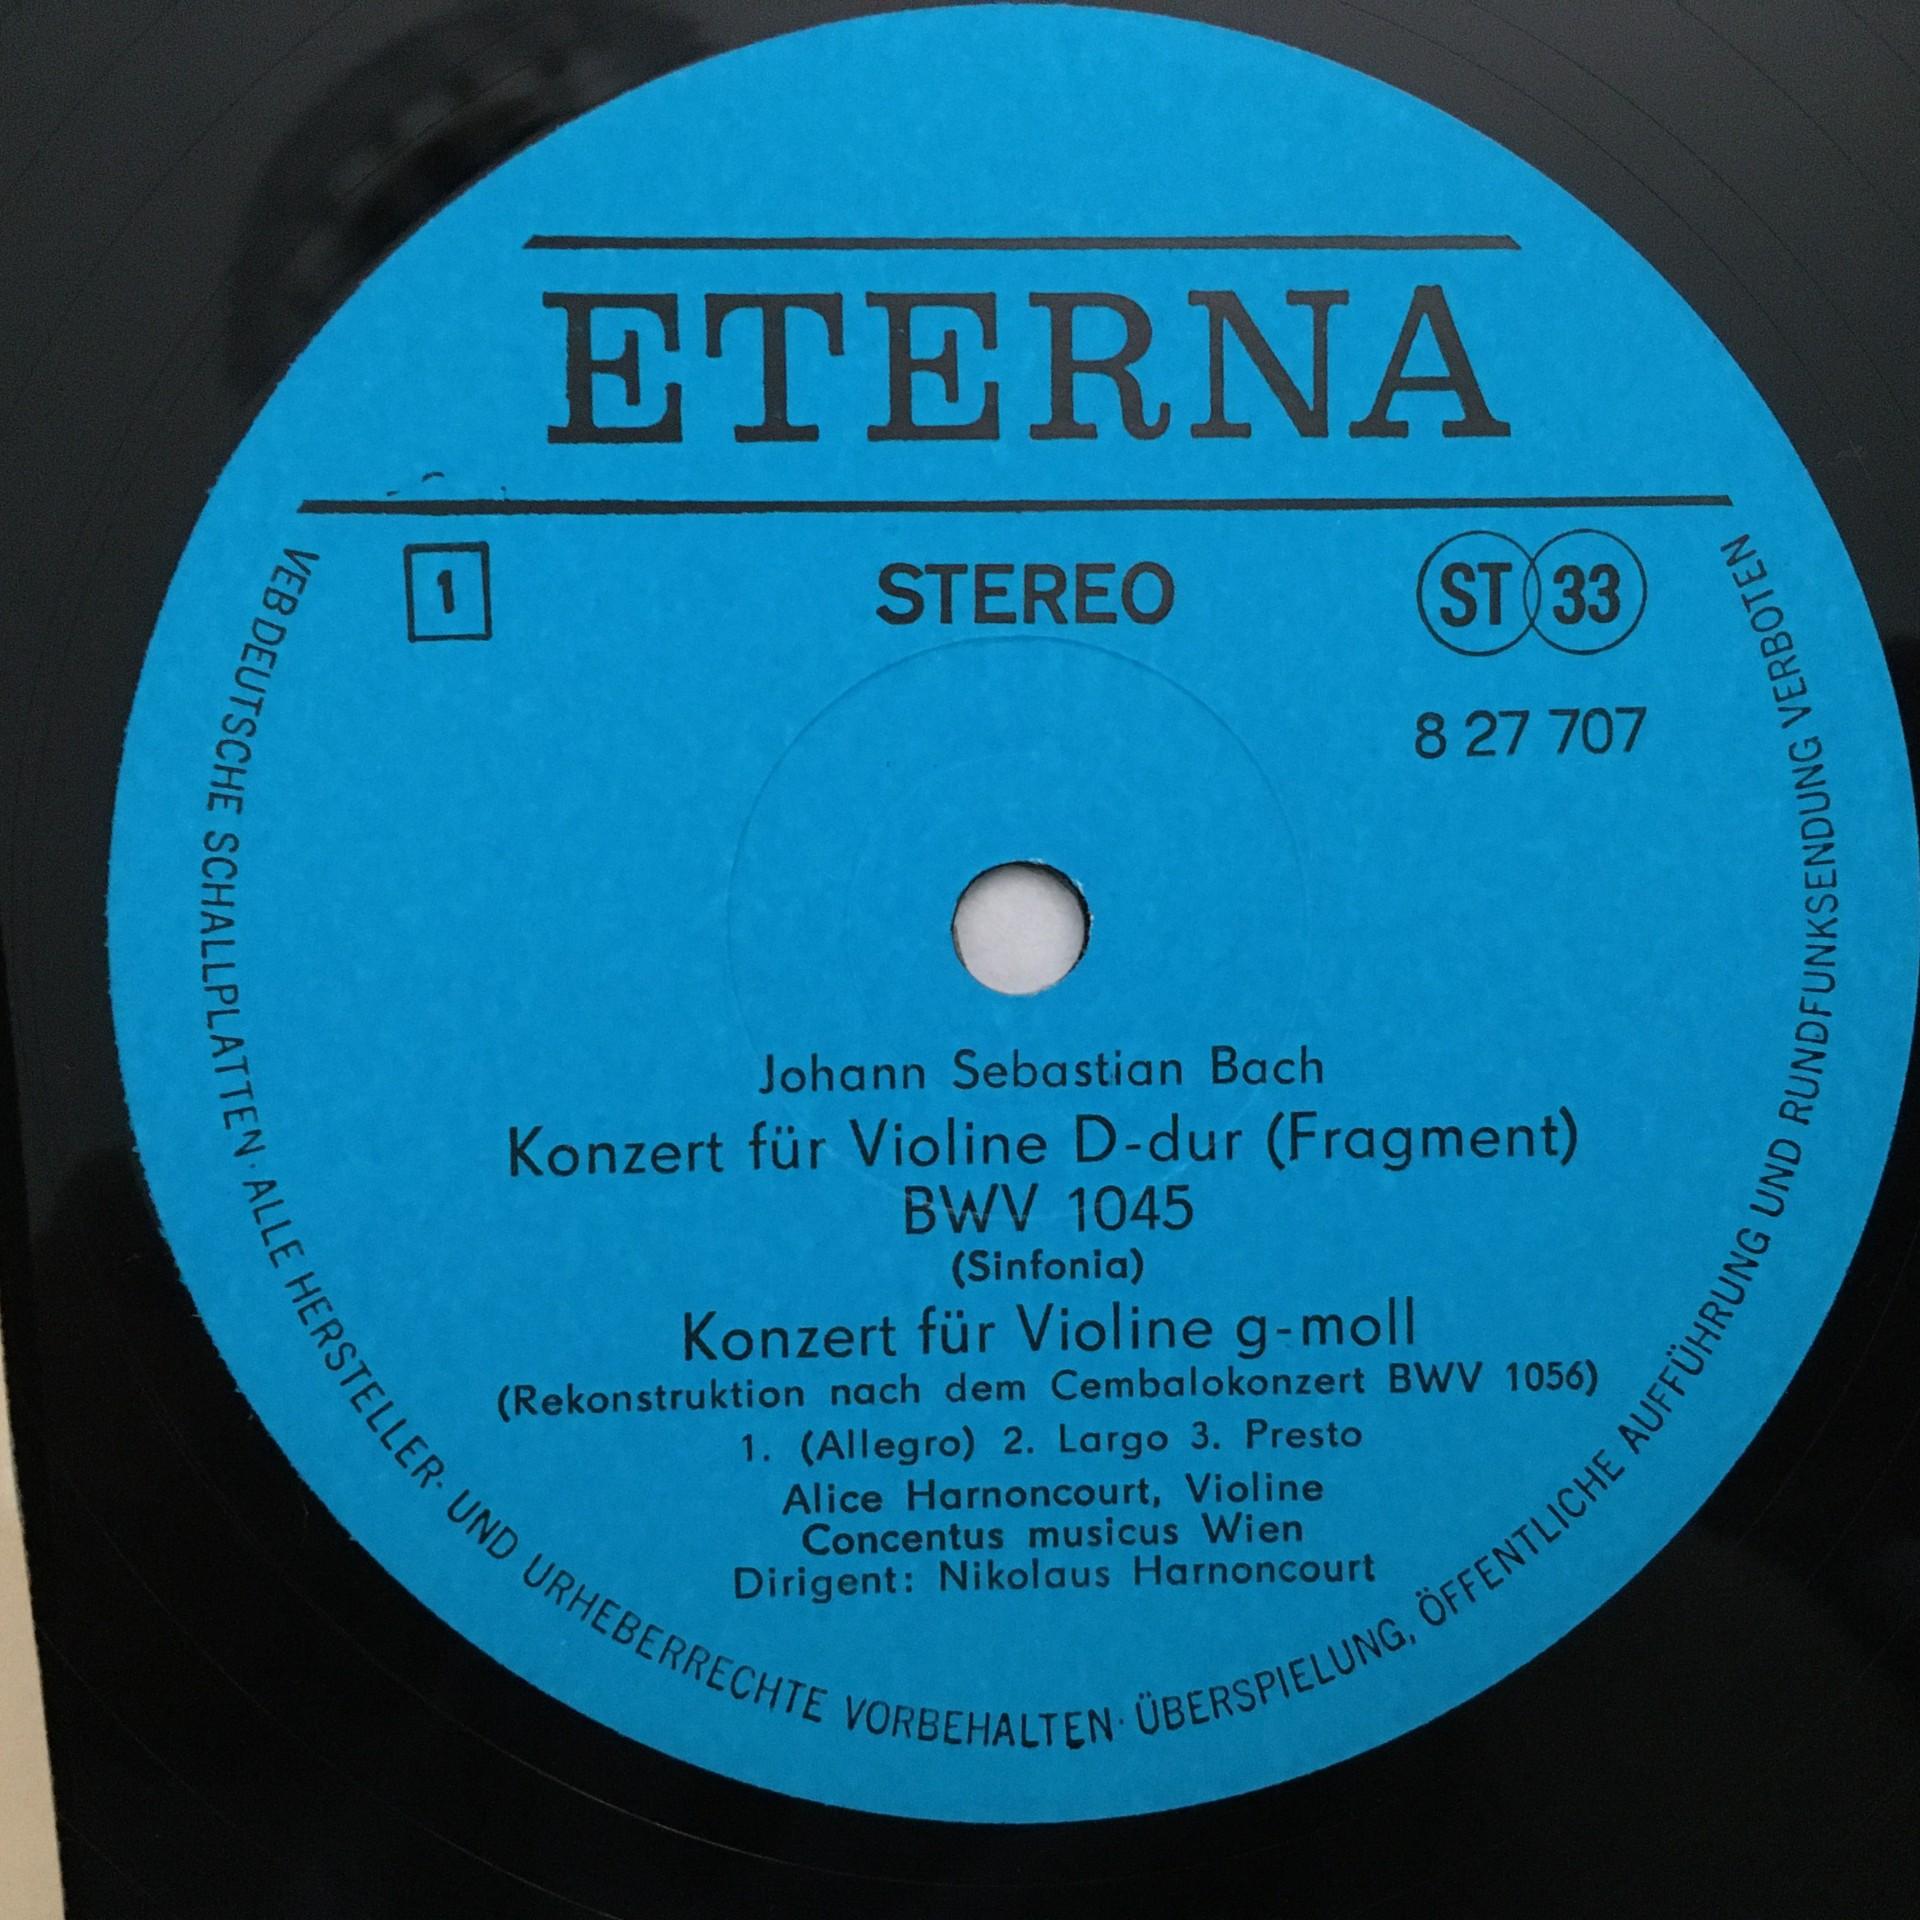 ETERNA
1 STEREO ST 33
8 27 707
Johann Sebastian Bach
Konzert für Violine D-dur (Fragment)
BWV 1045
(Sinfonia)
Konzert für Violine g-moll
(Rekonstruktion nach dem Cembalokonzert BWV 1056)
1. (Allegro) 2. Largo 3. Presto
Alice Harnoncourt, Violine
Concentus musicus Wien
Dirigent: Nikolaus Harnoncourt
VEB DEUTSCHE SCHALLPLATTEN · ALLE HERSTELLER- UND URHEBERRECHTE VORBEHALTEN · ÜBERSPIELUNG, ÖFFENTLICHE AUFFÜHRUNG UND RUNDFUNKSENDUNG VERBOTEN